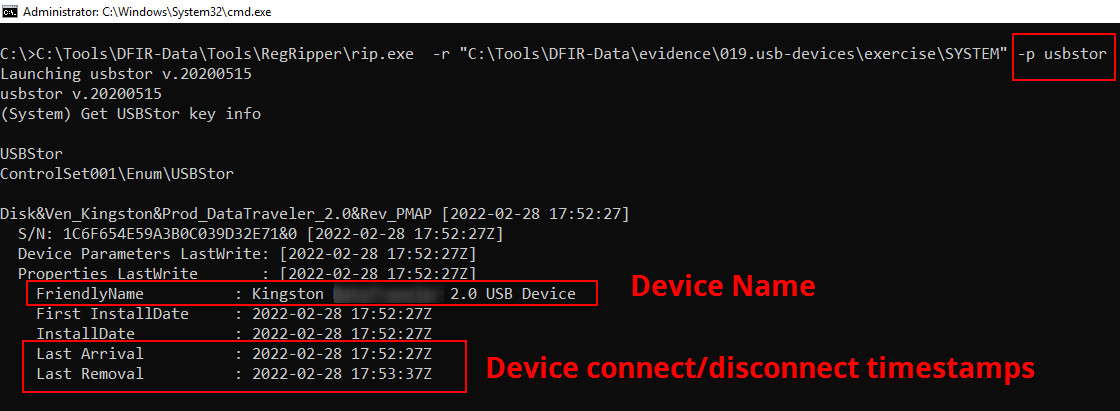 Administrator: C:\Windows\System32\cmd.exe
C:\>C:\Tools\DFIR-Data\Tools\RegRipper\rip.exe  -r "C:\Tools\DFIR-Data\evidence\019.usb-devices\exercise\SYSTEM" -p usbstor
Launching usbstor v.20200515
usbstor v.20200515
(System) Get USBStor key info
USBStor
ControlSet001\Enum\USBStor
Disk&Ven_Kingston&Prod_DataTraveler_2.0&Rev_PMAP [2022-02-28 17:52:27]
S/N: 1C6F654E59A3B0C039D32E71&0 [2022-02-28 17:52:27Z]
Device Parameters LastWrite: [2022-02-28 17:52:27Z]
Properties LastWrite       : [2022-02-28 17:52:27Z]
FriendlyName          : Kingston 2.0 USB Device
Device Name
First InstallDate     : 2022-02-28 17:52:27Z
InstallDate           : 2022-02-28 17:52:27Z
Last Arrival          : 2022-02-28 17:52:27Z
Last Removal          : 2022-02-28 17:53:37Z
Device connect/disconnect timestamps